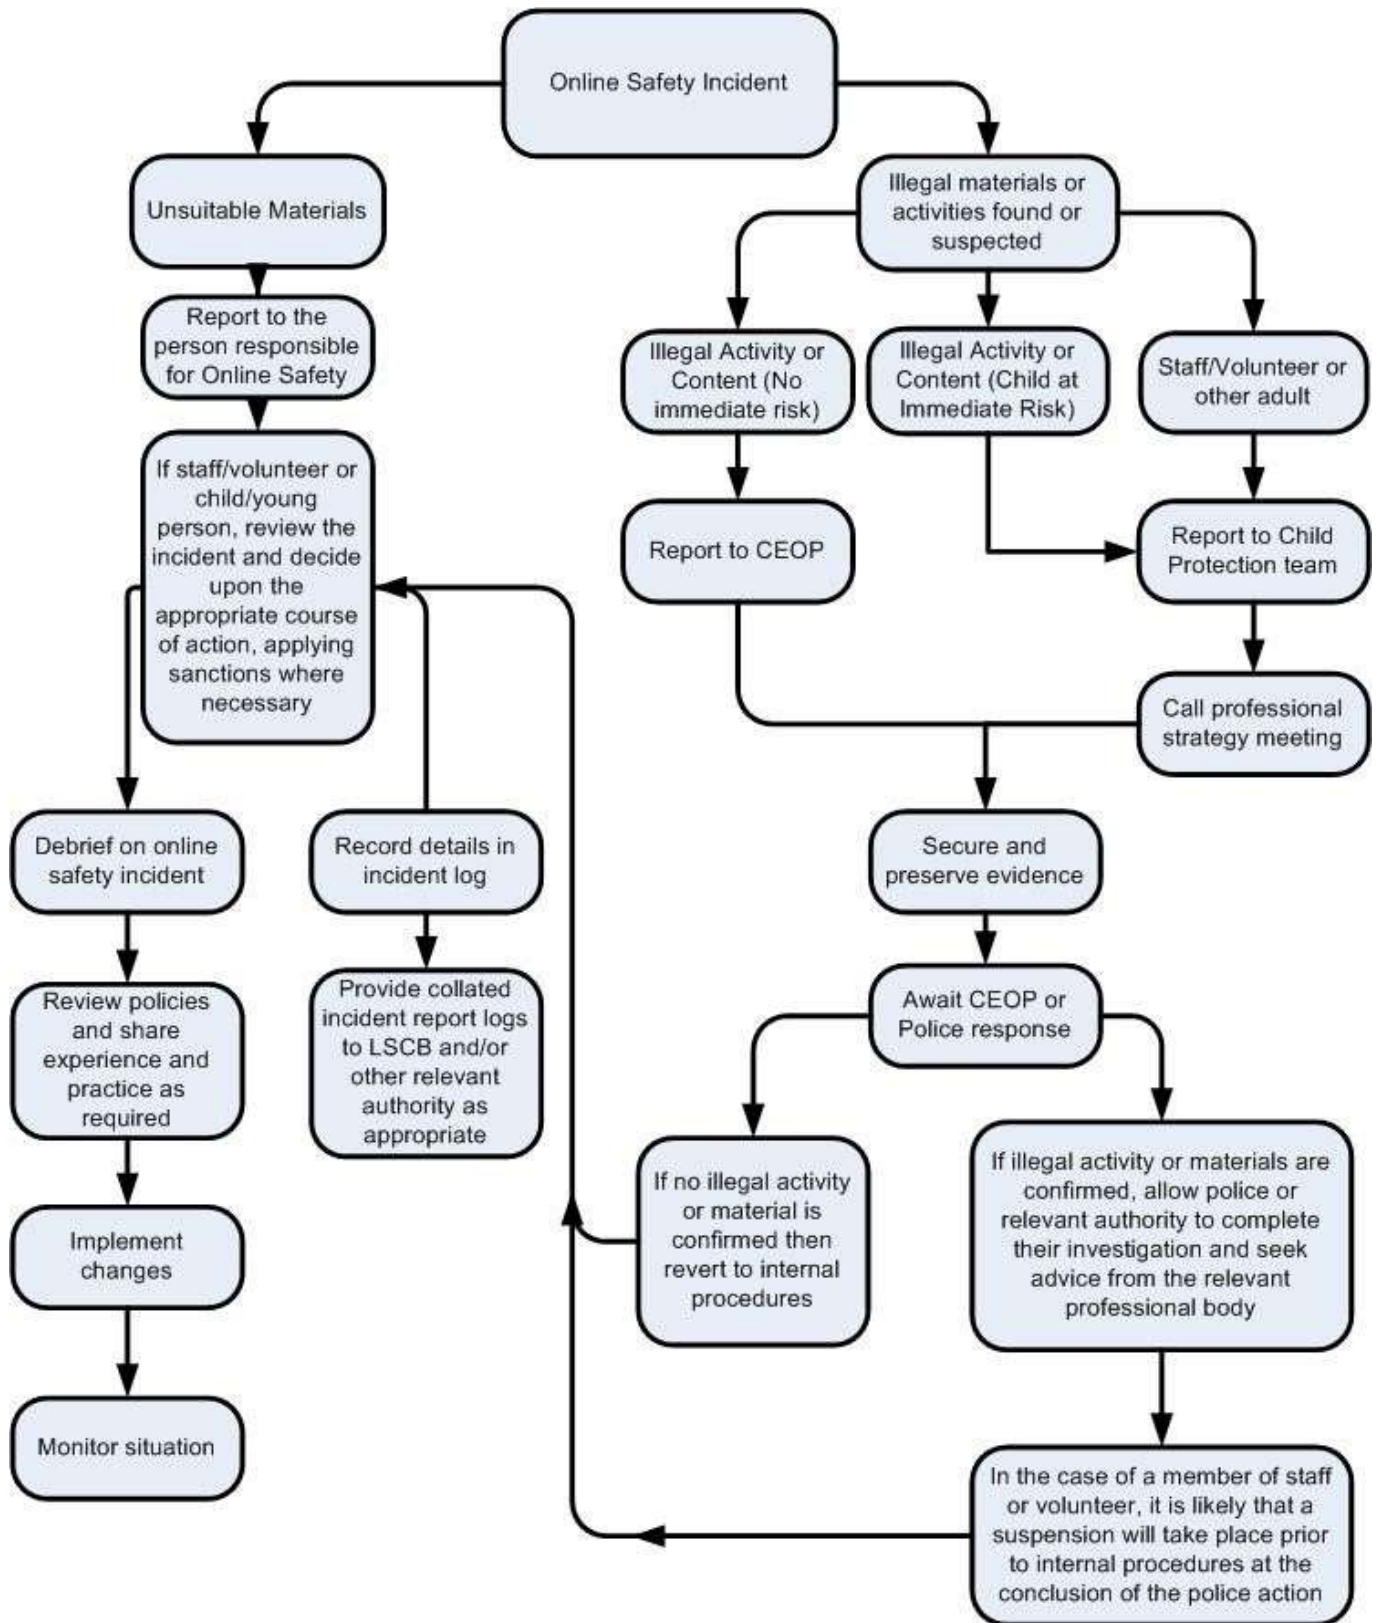 Online Safety Incident
Unsuitable Materials
Illegal materials or
activities found or
suspected
Report to the
person responsible
for Online Safety
Illegal Activity or
Content (No
immediate risk)
Illegal Activity or
Content (Child at
Immediate Risk)
Staff/Volunteer or
other adult
If staff/volunteer or
child/young
person, review the
incident and decide
upon the
appropriate course
of action, applying
sanctions where
necessary
Report to CEOP
Report to Child
Protection team
Call professional
strategy meeting
Debrief on online
safety incident
Record details in
incident log
Secure and
preserve evidence
Review policies
and share
experience and
practice as
required
Provide collated
incident report logs
to LSCB and/or
other relevant
authority as
appropriate
Await CEOP or
Police response
If no illegal activity
or material is
confirmed then
revert to internal
procedures
If illegal activity or materials are
confirmed, allow police or
relevant authority to complete
their investigation and seek
advice from the relevant
professional body
Implement
changes
Monitor situation
In the case of a member of staff
or volunteer, it is likely that a
suspension will take place prior
to internal procedures at the
conclusion of the police action